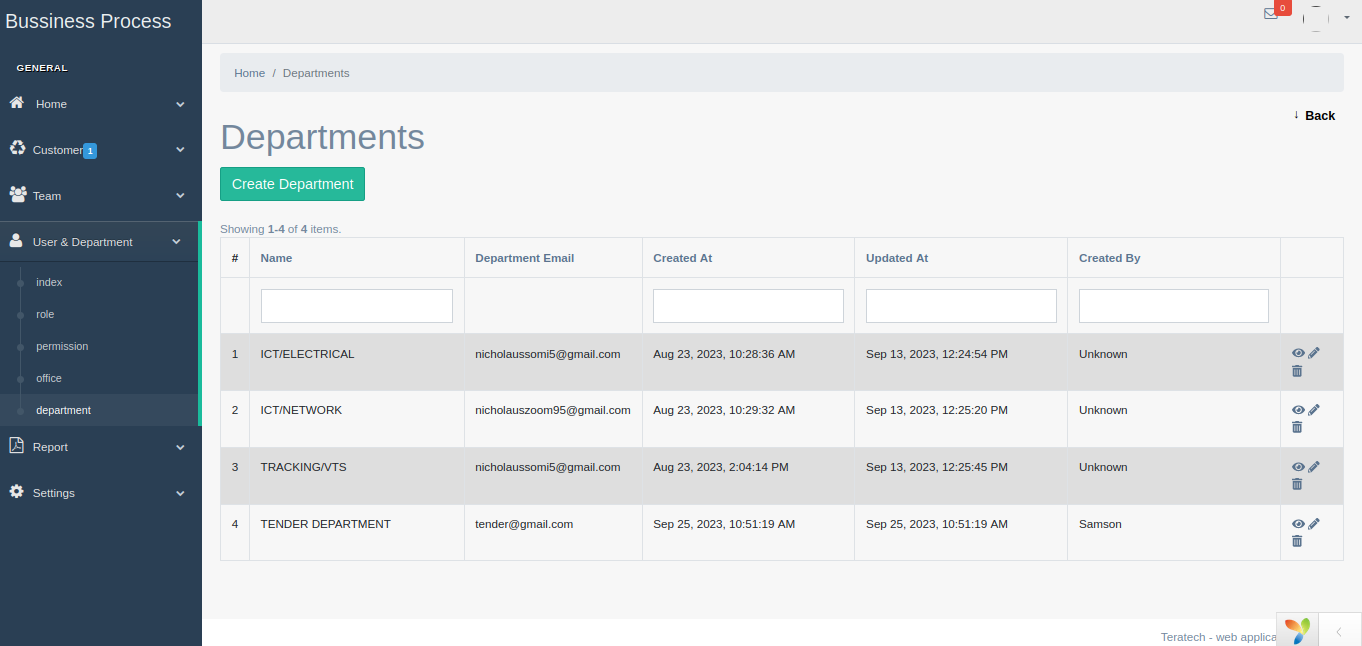 Bussiness Process
0
GENERAL
Home
Customer 1
Team
User & Department
index
role
permission
office
department
Report
Settings
Home / Departments
↓ Back
Departments
Create Department
Showing 1-4 of 4 items.
# Name Department Email Created At Updated At Created By
1 ICT/ELECTRICAL nicholaussomi5@gmail.com Aug 23, 2023, 10:28:36 AM Sep 13, 2023, 12:24:54 PM Unknown
2 ICT/NETWORK nicholauszoom95@gmail.com Aug 23, 2023, 10:29:32 AM Sep 13, 2023, 12:25:20 PM Unknown
3 TRACKING/VTS nicholaussomi5@gmail.com Aug 23, 2023, 2:04:14 PM Sep 13, 2023, 12:25:45 PM Unknown
4 TENDER DEPARTMENT tender@gmail.com Sep 25, 2023, 10:51:19 AM Sep 25, 2023, 10:51:19 AM Samson
Teratech - web applica